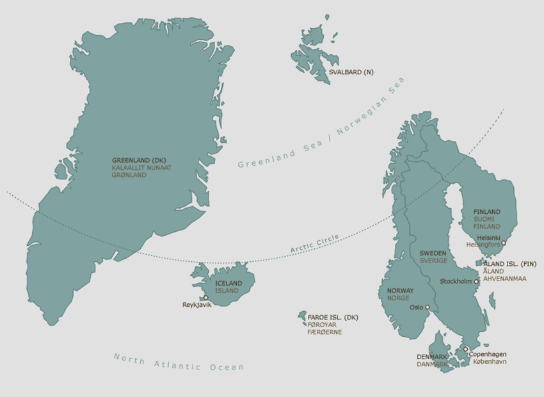 SVALBARD (N)
Greenland Sea / Norwegian Sea
GREENLAND (DK)
KALAALLIT NUNAAT
GRØNLAND
FINLAND
SUOMI
FINLAND
Helsinki
Helsingfors
Arctic Circle
SWEDEN
SVERIGE
ÅLAND ISL. (FIN)
ÅLAND
AHVENANMAA
Stockholm
ICELAND
ISLAND
Reykjavik
NORWAY
NORGE
Oslo
FAROE ISL. (DK)
FØROYAR
FÆRØERNE
DENMARK
DANMARK
Copenhagen
København
North Atlantic Ocean